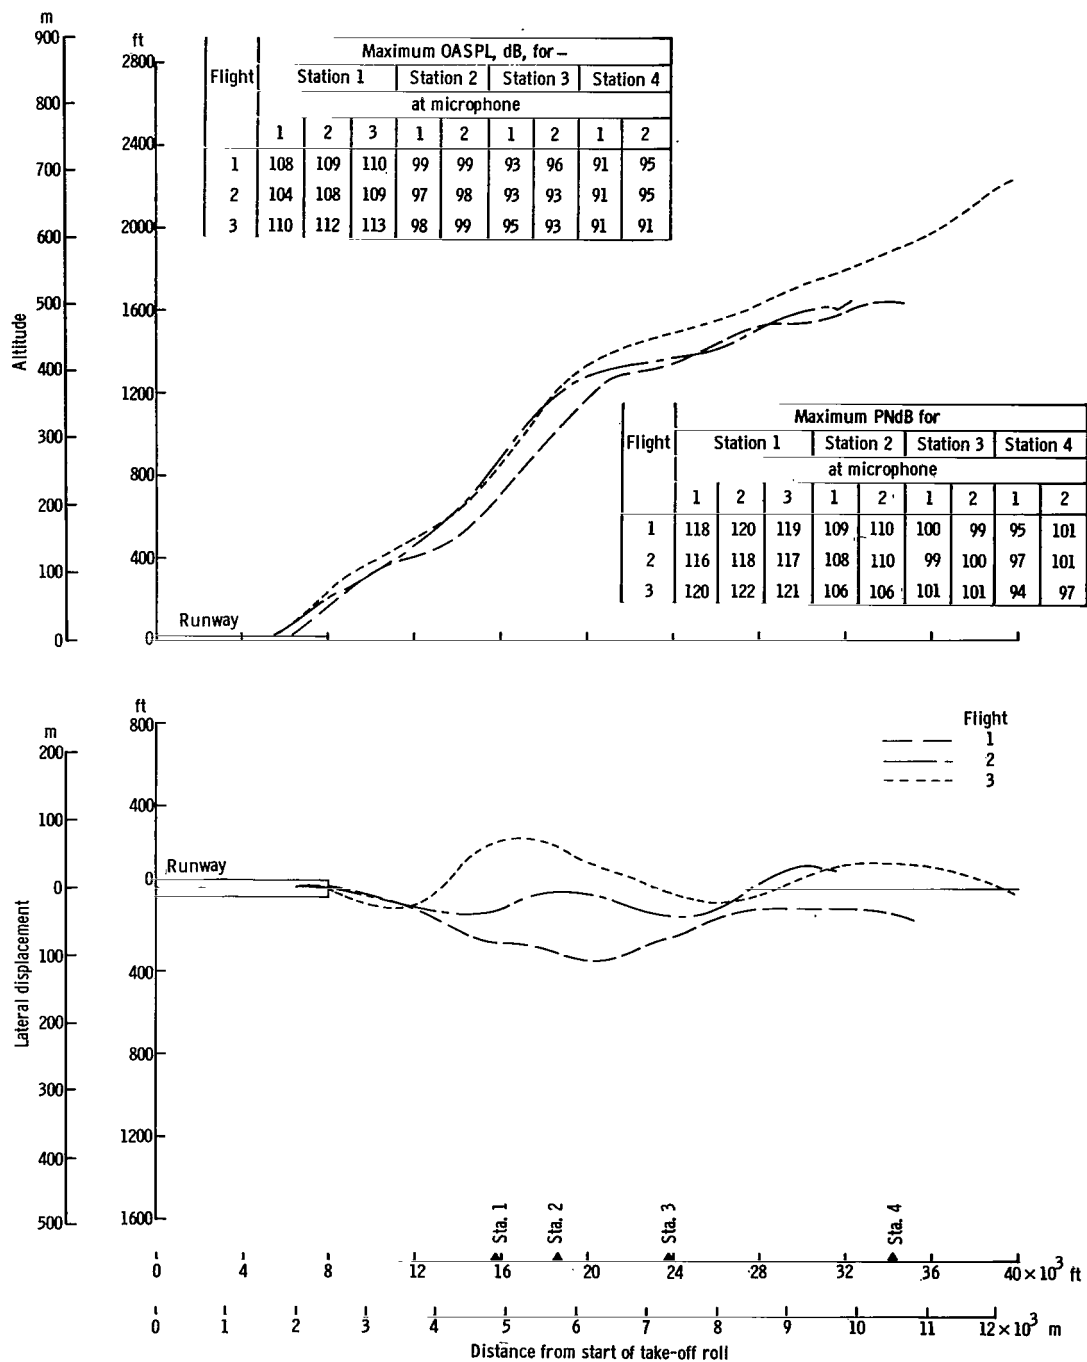 m
900
800
700
600
500
400
300
200
100
0
Altitude
ft
2800
2400
2000
1600
1200
800
400
0
Runway
Maximum OASPL, dB, for –
Flight Station 1 Station 2 Station 3 Station 4
at microphone
1 2 3 1 2 1 2 1 2
1 108 109 110 99 99 93 96 91 95
2 104 108 109 97 98 93 93 91 95
3 110 112 113 98 99 95 93 91 91
Maximum PNdB for
Flight Station 1 Station 2 Station 3 Station 4
at microphone
1 2 3 1 2 1 2 1 2
1 118 120 119 109 110 100 99 95 101
2 116 118 117 108 110 99 100 97 101
3 120 122 121 106 106 101 101 94 97
m
200
100
0
100
200
300
400
500
Lateral displacement
ft
800
400
0
400
800
1200
1600
Runway
Flight
1
2
3
Sta. 1
Sta. 2
Sta. 3
Sta. 4
0 4 8 12 16 20 24 28 32 36 40×10³ ft
0 1 2 3 4 5 6 7 8 9 10 11 12×10³ m
Distance from start of take-off roll